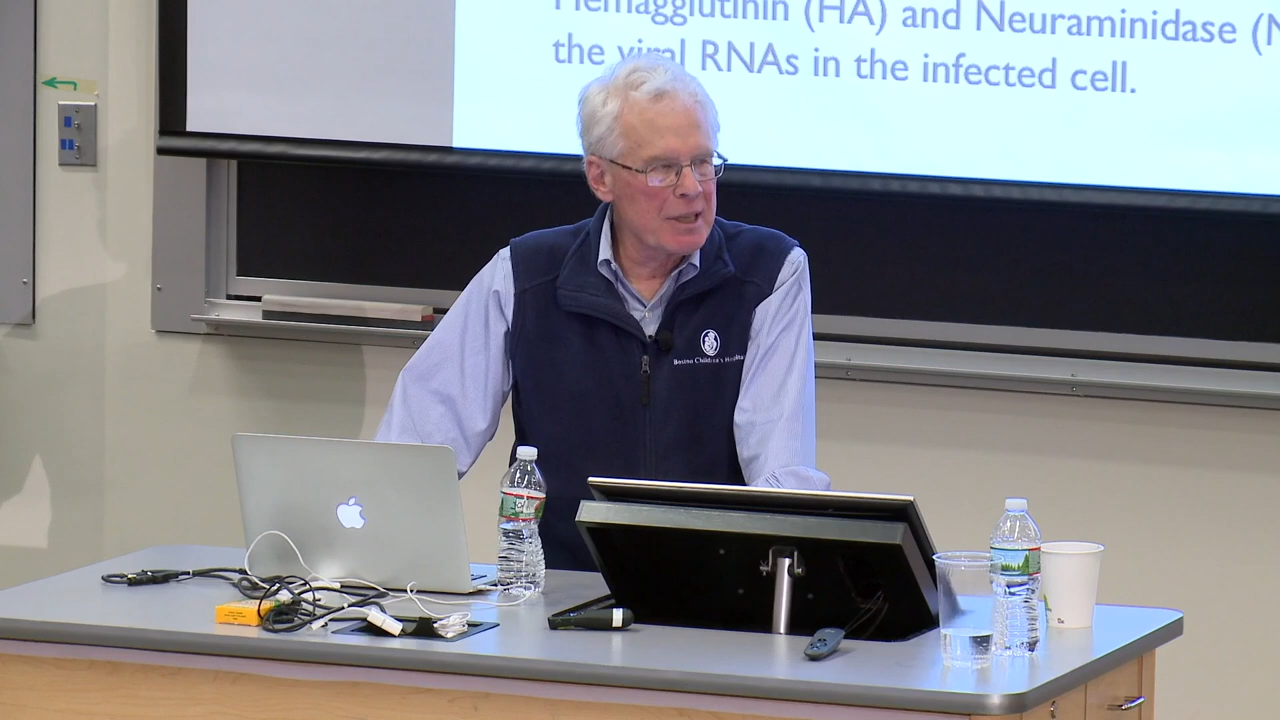 Hemagglutinin (HA) and Neuraminidase (N
the viral RNAs in the infected cell.
Boston Children's Hospital